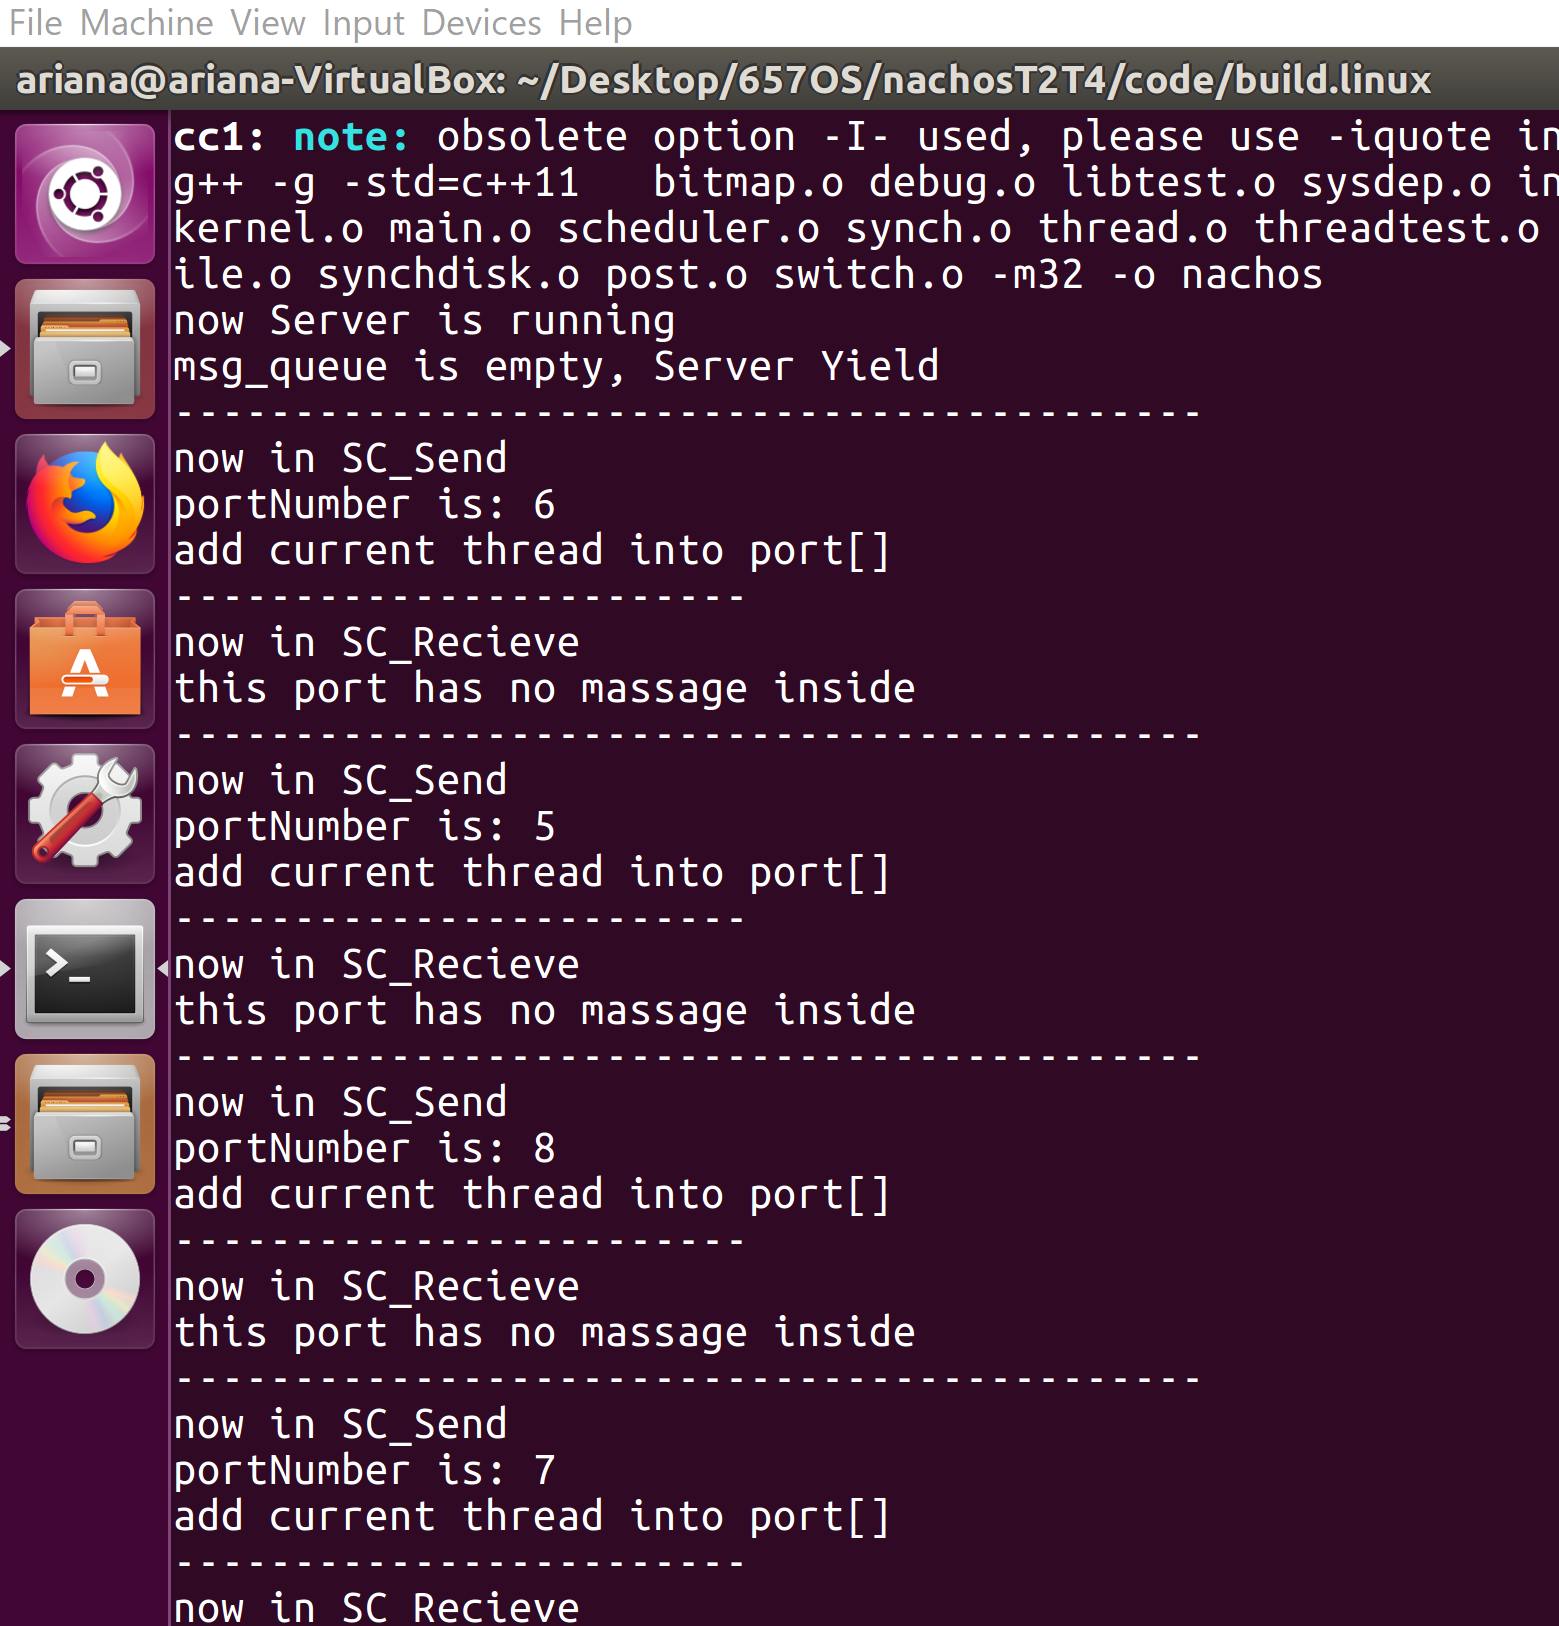 File Machine View Input Devices Help
ariana@ariana-VirtualBox: ~/Desktop/657OS/nachosT2T4/code/build.linux
cc1: note: obsolete option -I- used, please use -iquote in
g++ -g -std=c++11   bitmap.o debug.o libtest.o sysdep.o in
kernel.o main.o scheduler.o synch.o thread.o threadtest.o
ile.o synchdisk.o post.o switch.o -m32 -o nachos
now Server is running
msg_queue is empty, Server Yield
-------------------------------------------
now in SC_Send
portNumber is: 6
add current thread into port[]
------------------------
now in SC_Recieve
this port has no massage inside
-------------------------------------------
now in SC_Send
portNumber is: 5
add current thread into port[]
------------------------
now in SC_Recieve
this port has no massage inside
-------------------------------------------
now in SC_Send
portNumber is: 8
add current thread into port[]
------------------------
now in SC_Recieve
this port has no massage inside
-------------------------------------------
now in SC_Send
portNumber is: 7
add current thread into port[]
------------------------
now in SC_Recieve